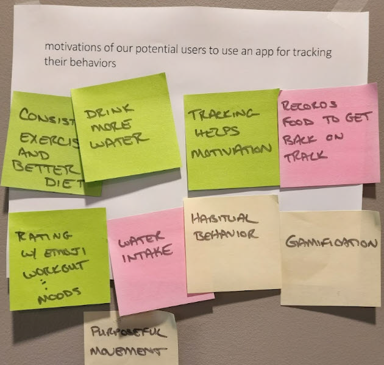 motivations of our potential users to use an app for tracking
their behaviors
EXERCIS
AND
BETTER
DIET
DRINK
MORE
WATER
TRACKING
HELPS
MOTIVATION
RECORDS
FOOD TO GET
BACK ON
TRACK
RATING
W/ EMOJI
WORKOUT
MOODS
WATER
INTAKE
HABITUAL
BEHAVIOR
GAMIFICATION
PURPOSEFUL
MOVEMENT